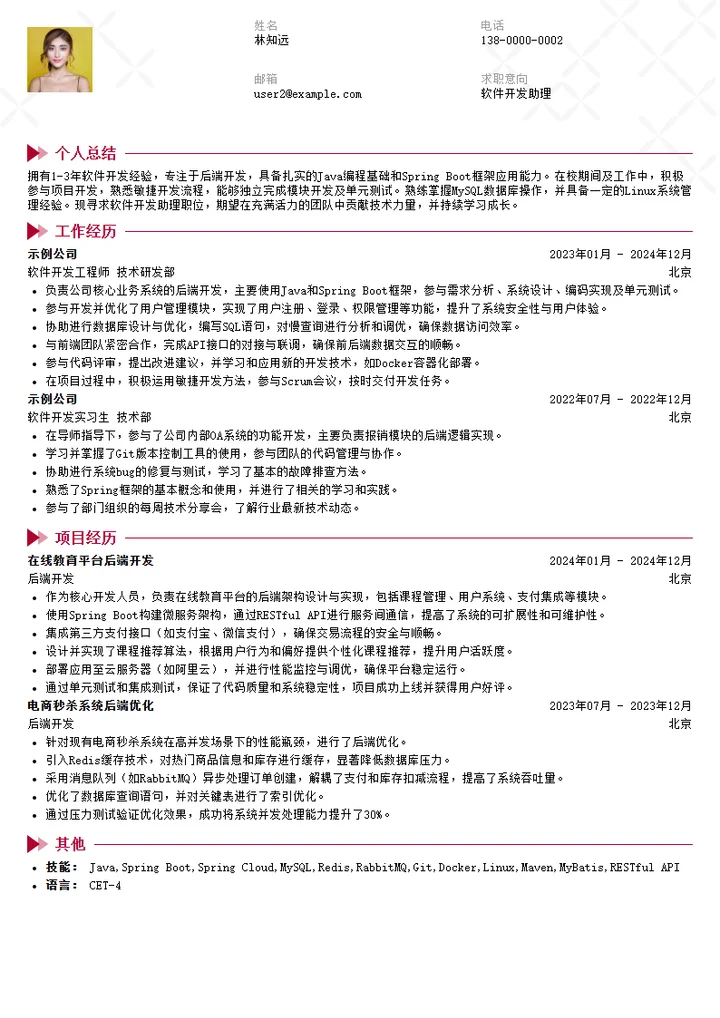 姓名
林知远
电话
138-0000-0002
邮箱
user2@example.com
求职意向
软件开发助理
个人总结
拥有1-3年软件开发经验，专注于后端开发，具备扎实的Java编程基础和Spring Boot框架应用能力。在校期间及工作中，积极
参与项目开发，熟悉敏捷开发流程，能够独立完成模块开发及单元测试。熟练掌握MySQL数据库操作，并具备一定的Linux系统管
理经验。现寻求软件开发助理职位，期望在充满活力的团队中贡献技术力量，并持续学习成长。
工作经历
示例公司 2023年01月 - 2024年12月
软件开发工程师 技术研发部 北京
• 负责公司核心业务系统的后端开发，主要使用Java和Spring Boot框架，参与需求分析、系统设计、编码实现及单元测试。
• 参与开发并优化了用户管理模块，实现了用户注册、登录、权限管理等功能，提升了系统安全性与用户体验。
• 协助进行数据库设计与优化，编写SQL语句，对慢查询进行分析和调优，确保数据访问效率。
• 与前端团队紧密合作，完成API接口的对接与联调，确保前后端数据交互的顺畅。
• 参与代码评审，提出改进建议，并学习和应用新的开发技术，如Docker容器化部署。
• 在项目过程中，积极运用敏捷开发方法，参与Scrum会议，按时交付开发任务。
示例公司 2022年07月 - 2022年12月
软件开发实习生 技术部 北京
• 在导师指导下，参与了公司内部OA系统的功能开发，主要负责报销模块的后端逻辑实现。
• 学习并掌握了Git版本控制工具的使用，参与团队的代码管理与协作。
• 协助进行系统bug的修复与测试，学习了基本的故障排查方法。
• 熟悉了Spring框架的基本概念和使用，并进行了相关的学习和实践。
• 参与了部门组织的每周技术分享会，了解行业最新技术动态。
项目经历
在线教育平台后端开发 2024年01月 - 2024年12月
后端开发 北京
• 作为核心开发人员，负责在线教育平台的后端架构设计与实现，包括课程管理、用户系统、支付集成等模块。
• 使用Spring Boot构建微服务架构，通过RESTful API进行服务间通信，提高了系统的可扩展性和可维护性。
• 集成第三方支付接口（如支付宝、微信支付），确保交易流程的安全与顺畅。
• 设计并实现了课程推荐算法，根据用户行为和偏好提供个性化课程推荐，提升用户活跃度。
• 部署应用至云服务器（如阿里云），并进行性能监控与调优，确保平台稳定运行。
• 通过单元测试和集成测试，保证了代码质量和系统稳定性，项目成功上线并获得用户好评。
电商秒杀系统后端优化 2023年07月 - 2023年12月
后端开发 北京
• 针对现有电商秒杀系统在高并发场景下的性能瓶颈，进行了后端优化。
• 引入Redis缓存技术，对热门商品信息和库存进行缓存，显著降低数据库压力。
• 采用消息队列（如RabbitMQ）异步处理订单创建，解耦了支付和库存扣减流程，提高了系统吞吐量。
• 优化了数据库查询语句，并对关键表进行了索引优化。
• 通过压力测试验证优化效果，成功将系统并发处理能力提升了30%。
其他
• 技能： Java,Spring Boot,Spring Cloud,MySQL,Redis,RabbitMQ,Git,Docker,Linux,Maven,MyBatis,RESTful API
• 语言： CET-4